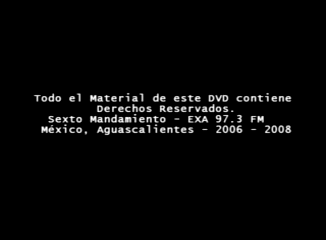 Todo el Material de este DVD contiene
Derechos Reservados.
Sexto Mandamiento - EXA 97.3 FM
México, Aguascalientes - 2006 - 2008